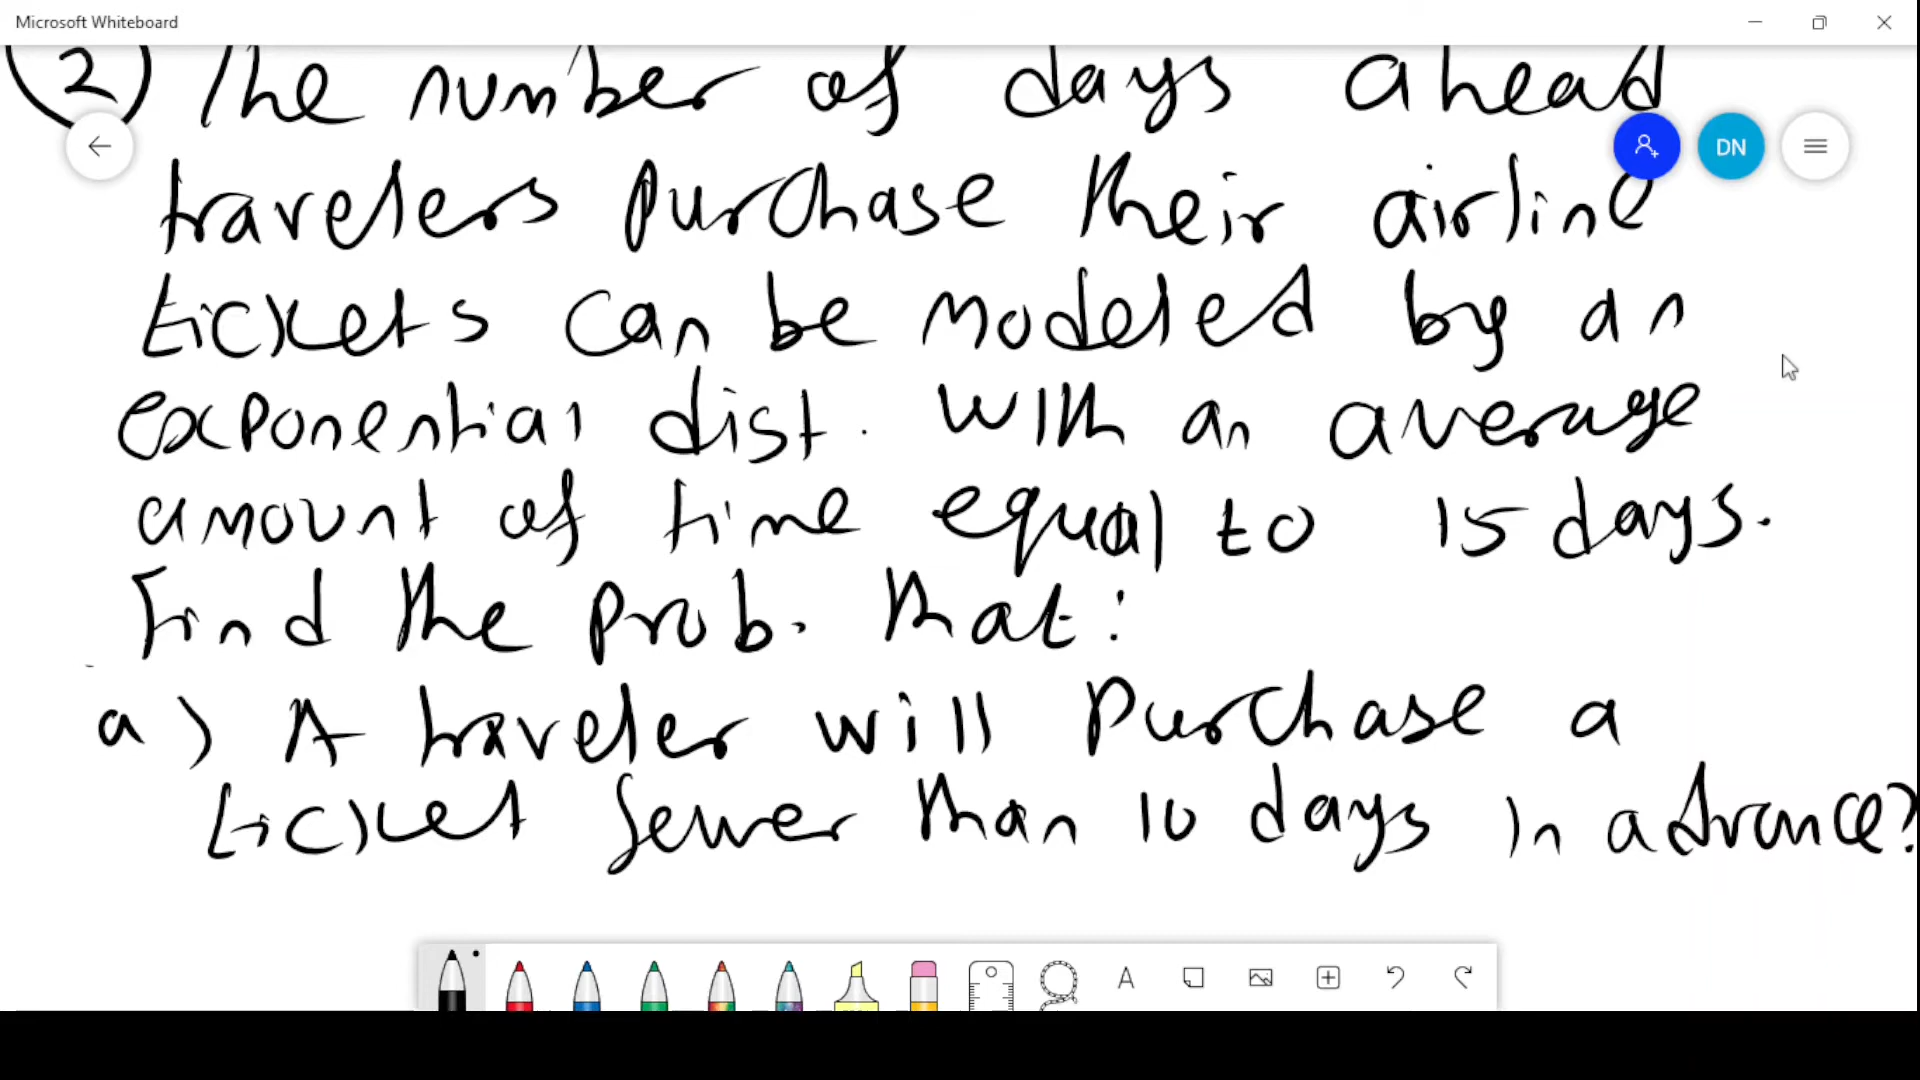 Microsoft Whiteboard
2 The number of days ahead
DN
travelers purchase their airline
tickets can be modeled by an
exponential dist. with an average
amount of time equal to 15 days.
Find the prob. that:
a) A traveler will purchase a
ticket fewer than 10 days in advance?